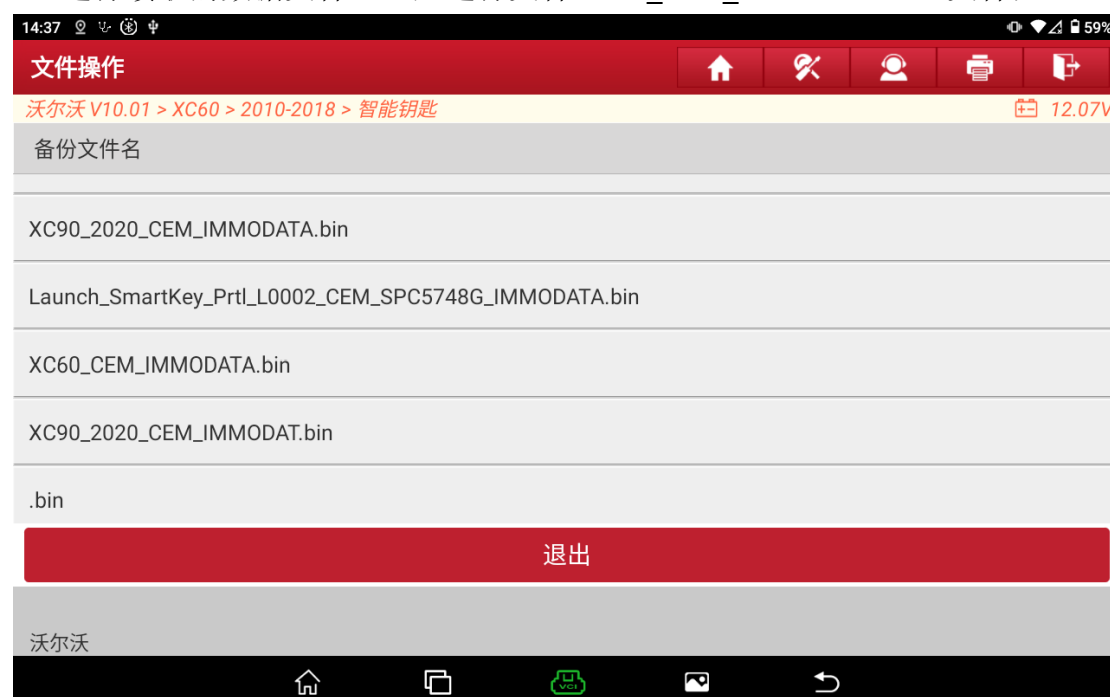 14:37 59%
文件操作
沃尔沃 V10.01 > XC60 > 2010-2018 > 智能钥匙 12.07V
备份文件名
XC90_2020_CEM_IMMODATA.bin
Launch_SmartKey_Prtl_L0002_CEM_SPC5748G_IMMODATA.bin
XC60_CEM_IMMODATA.bin
XC90_2020_CEM_IMMODAT.bin
.bin
退出
沃尔沃
VCI